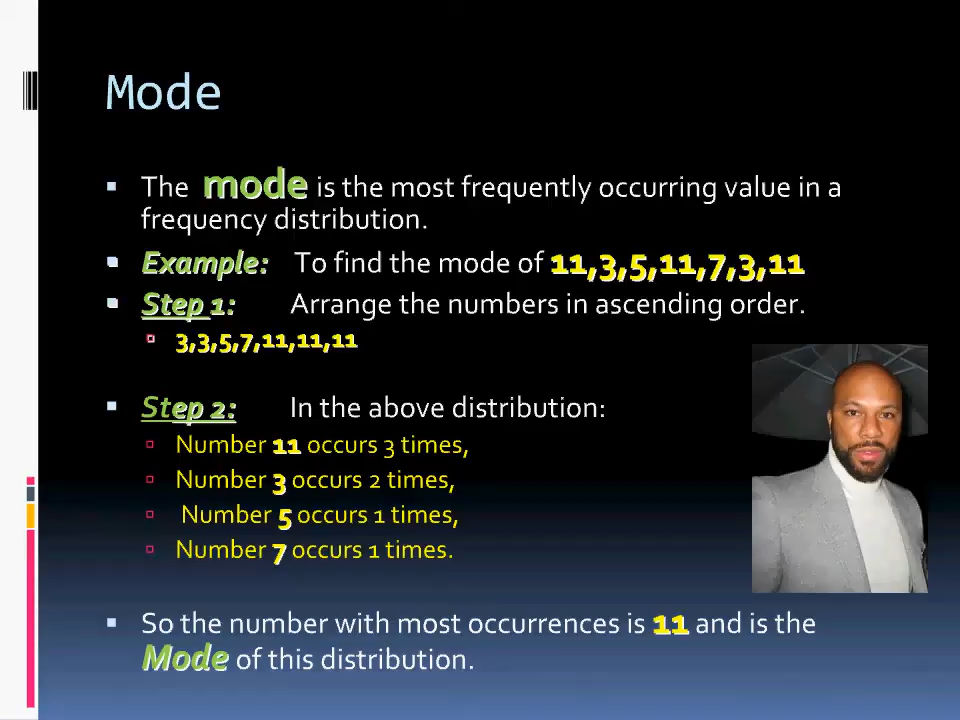 Mode
The mode is the most frequently occurring value in a
frequency distribution.
Example: To find the mode of 11,3,5,11,7,3,11
Step 1: Arrange the numbers in ascending order.
3,3,5,7,11,11,11
Step 2: In the above distribution:
Number 11 occurs 3 times,
Number 3 occurs 2 times,
Number 5 occurs 1 times,
Number 7 occurs 1 times.
So the number with most occurrences is 11 and is the
Mode of this distribution.